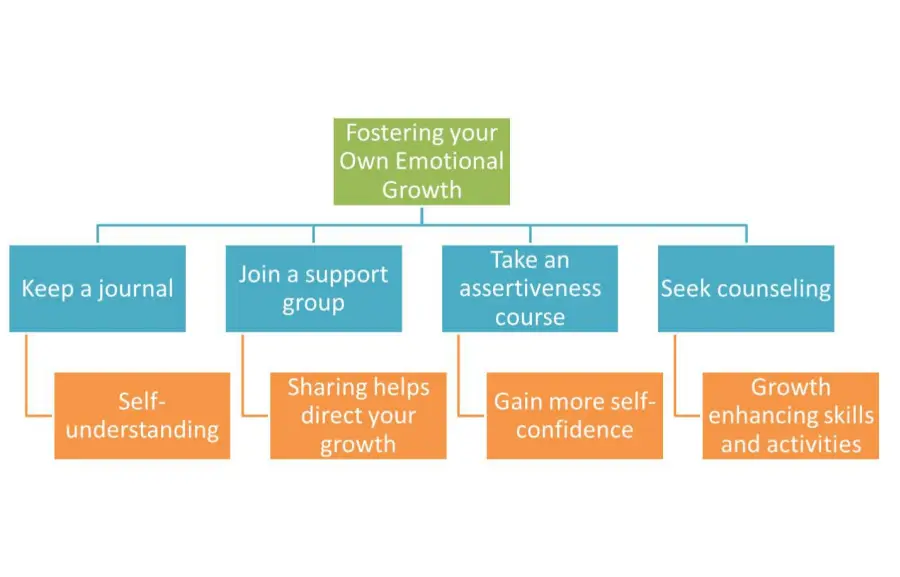 Fostering your
Own Emotional
Growth
Keep a journal
Join a support
group
Take an
assertiveness
course
Seek counseling
Self-
understanding
Sharing helps
direct your
growth
Gain more self-
confidence
Growth
enhancing skills
and activities